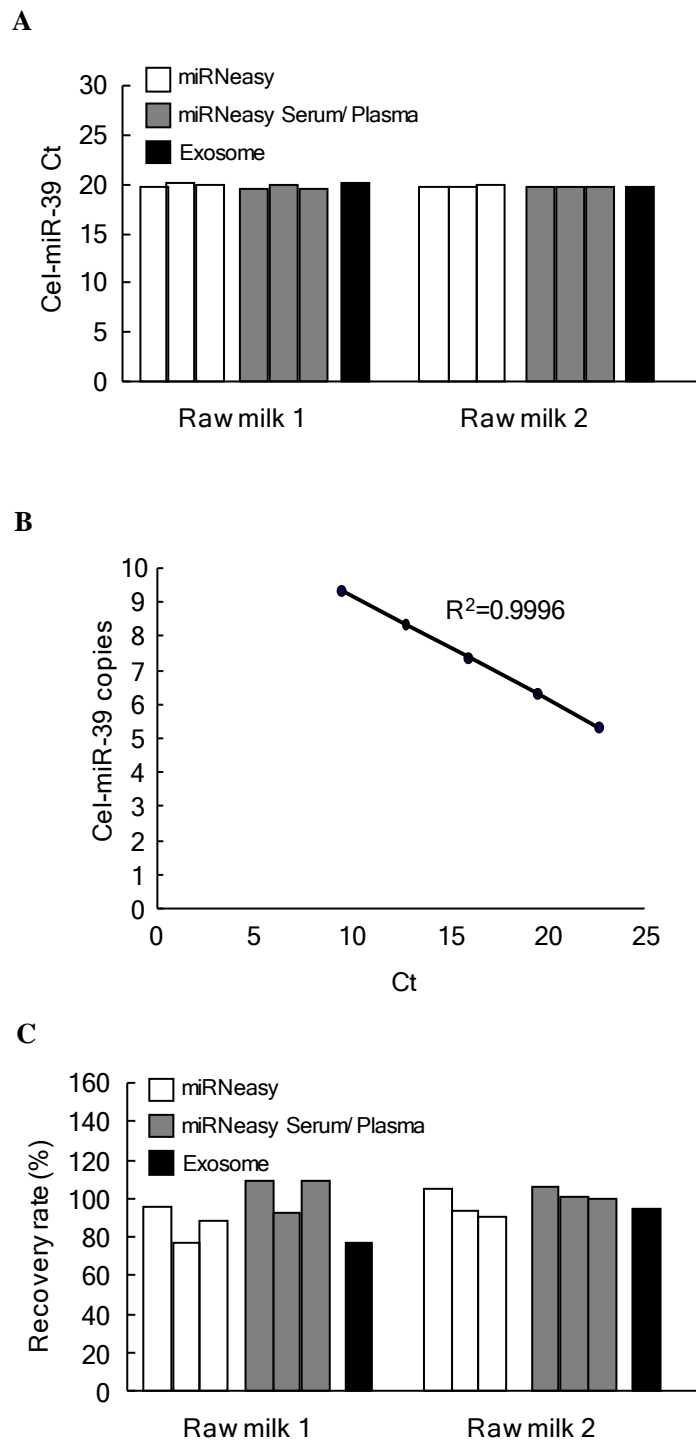 A
30
25
20
15
10
5
0
Cel-miR-39 Ct
miRNeasy
miRNeasy Serum/Plasma
Exosome
Raw milk 1
Raw milk 2
B
10
9
8
7
6
5
4
3
2
1
0
Cel-miR-39 copies
R²=0.9996
0 5 10 15 20 25
Ct
C
160
140
120
100
80
60
40
20
0
Recovery rate (%)
miRNeasy
miRNeasy Serum/Plasma
Exosome
Raw milk 1
Raw milk 2